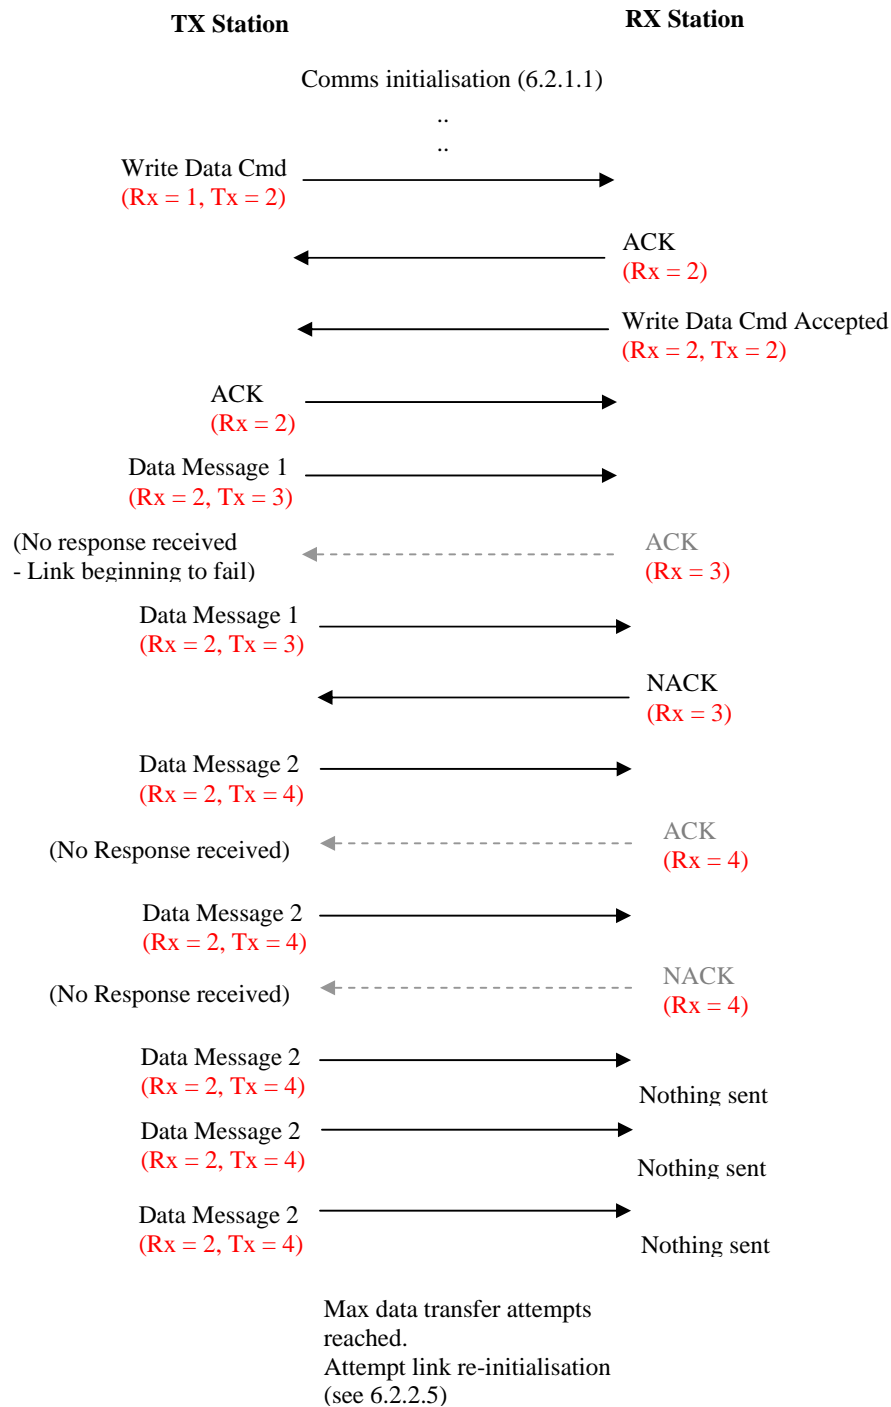 TX Station
RX Station
Comms initialisation (6.2.1.1)
..
..
Write Data Cmd
(Rx = 1, Tx = 2)
ACK
(Rx = 2)
Write Data Cmd Accepted
(Rx = 2, Tx = 2)
ACK
(Rx = 2)
Data Message 1
(Rx = 2, Tx = 3)
(No response received
- Link beginning to fail)
ACK
(Rx = 3)
Data Message 1
(Rx = 2, Tx = 3)
NACK
(Rx = 3)
Data Message 2
(Rx = 2, Tx = 4)
(No Response received)
ACK
(Rx = 4)
Data Message 2
(Rx = 2, Tx = 4)
(No Response received)
NACK
(Rx = 4)
Data Message 2
(Rx = 2, Tx = 4)
Nothing sent
Data Message 2
(Rx = 2, Tx = 4)
Nothing sent
Data Message 2
(Rx = 2, Tx = 4)
Nothing sent
Max data transfer attempts
reached.
Attempt link re-initialisation
(see 6.2.2.5)